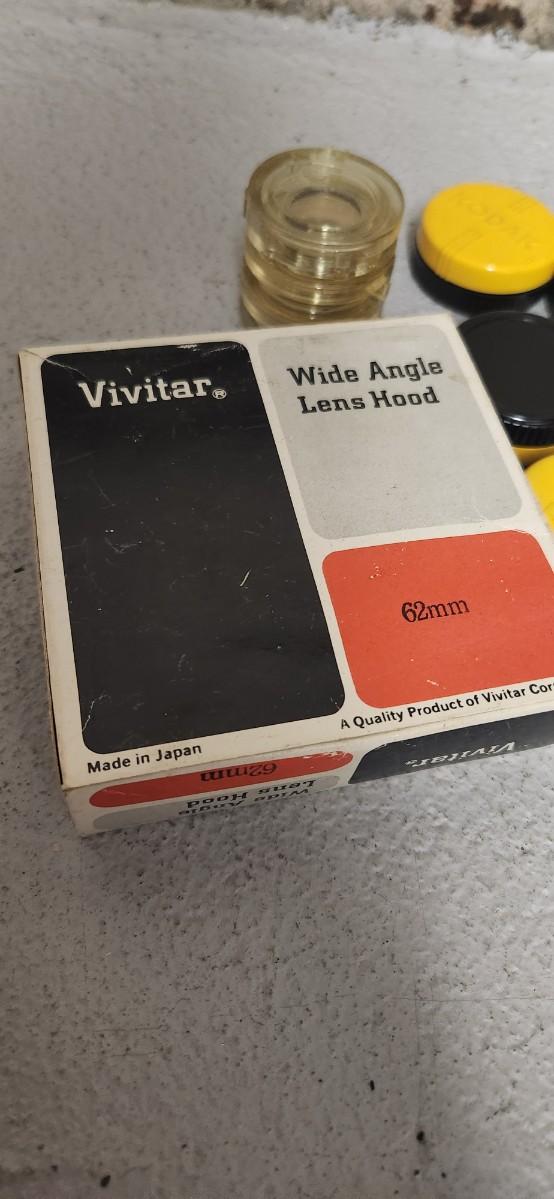 KODAK
Vivitar®
Wide Angle
Lens Hood
62mm
A Quality Product of Vivitar Cor
Made in Japan
Vivitar®
62mm
Wide Angle
Lens Hood